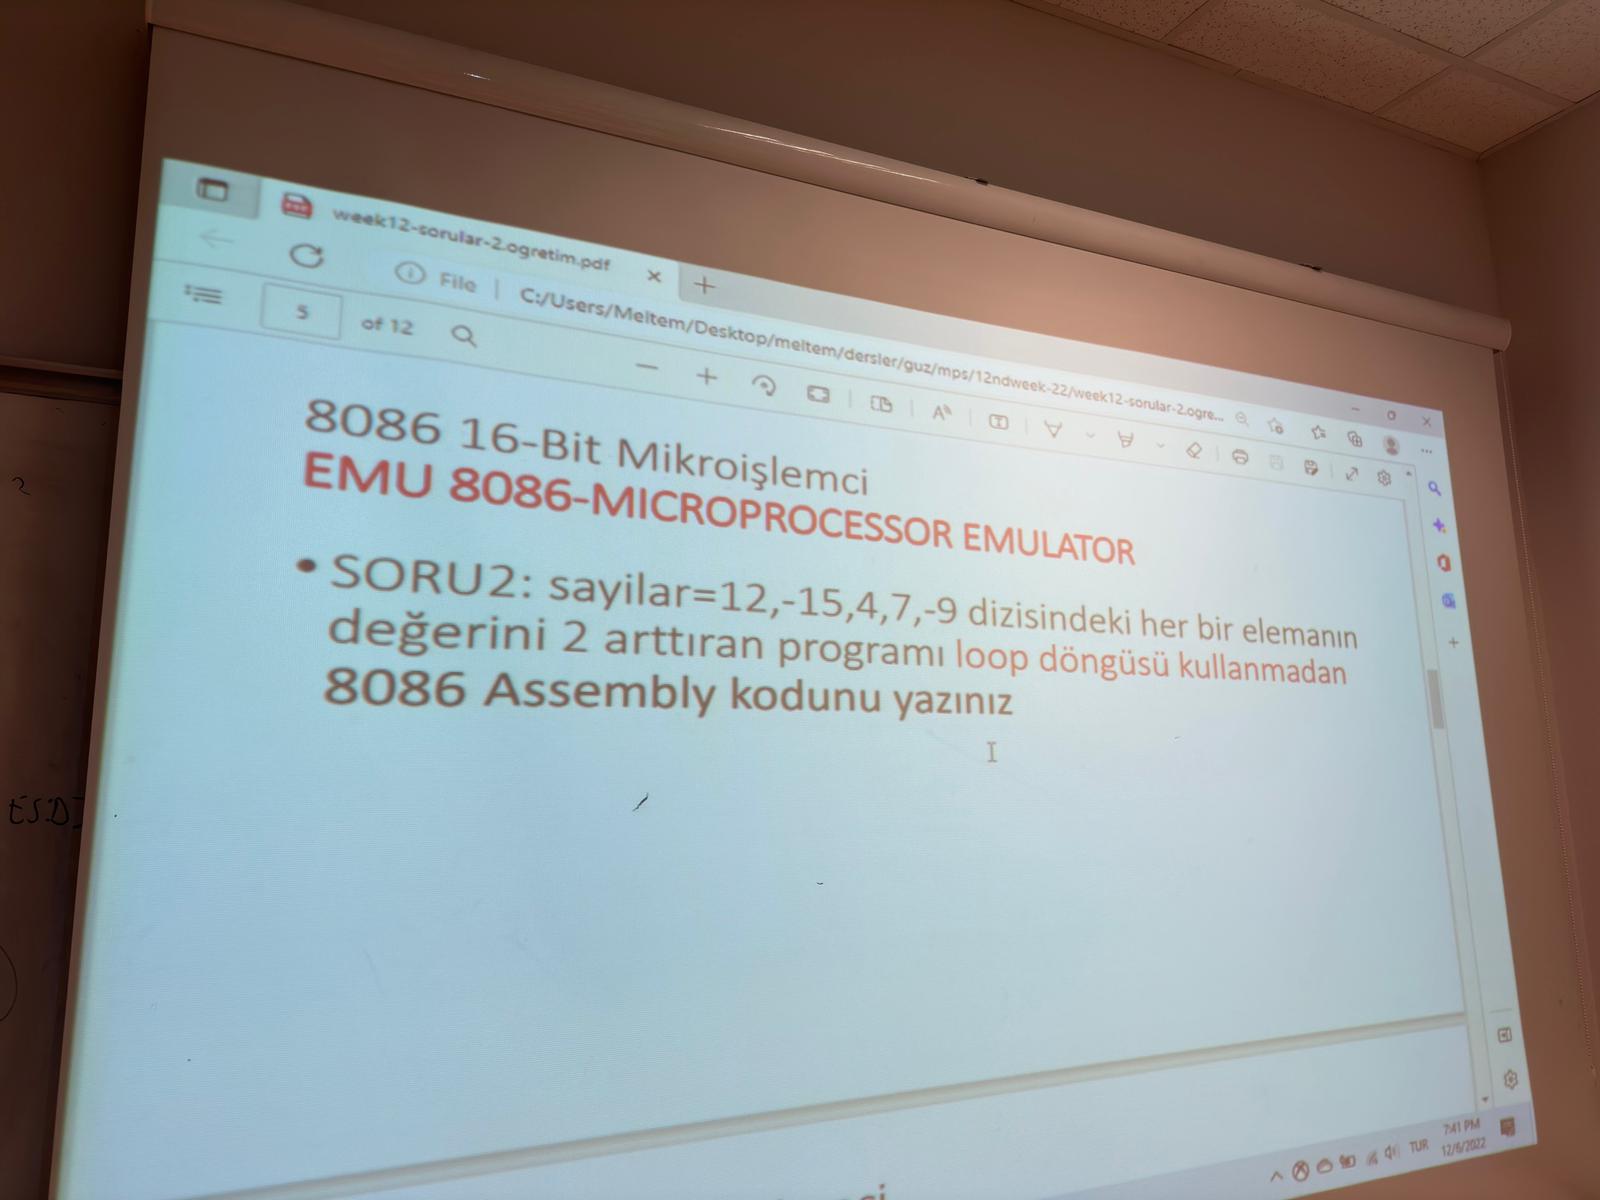 week12-sorular-2.ogretim.pdf
File | C:/Users/Meltem/Desktop/meltem/dersler/guz/mps/12ndweek-22/week12-sorular-2.ogre...
5 of 12
8086 16-Bit Mikroişlemci
EMU 8086-MICROPROCESSOR EMULATOR
• SORU2: sayilar=12,-15,4,7,-9 dizisindeki her bir elemanın
değerini 2 arttıran programı loop döngüsü kullanmadan
8086 Assembly kodunu yazınız
2
ESDI
TUR
7:41 PM
12/6/2022